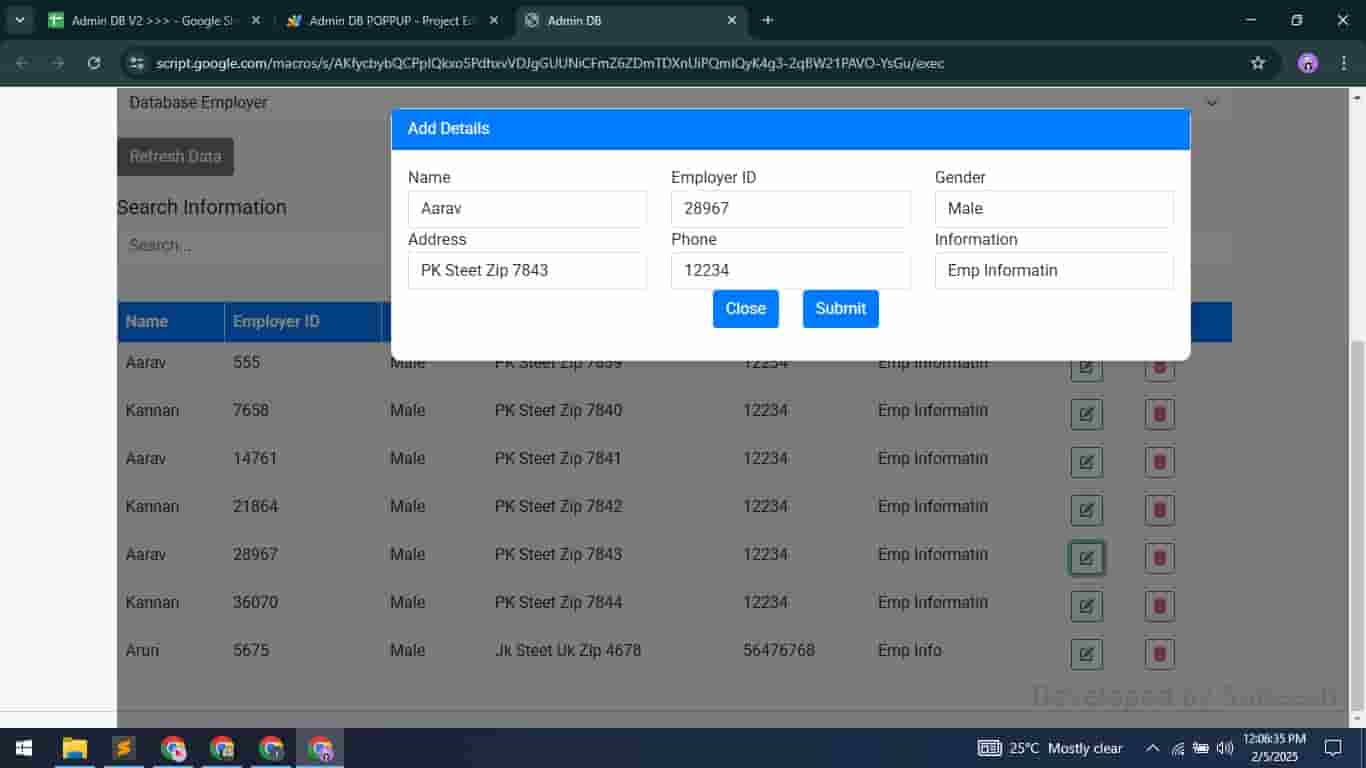 Admin DB V2 >>> - Google Sh
Admin DB POPPUP - Project Ed
Admin DB
script.google.com/macros/s/AKfycbybQCPpIQkxo5PdhxvVDJgGUUNiCFmZ6ZDmTDXnUiPQmIQyK4g3-2qBW21PAVO-YsGu/exec
Database Employer
Refresh Data
Search Information
Search...
Add Details
Name Employer ID Gender
Aarav 28967 Male
Address Phone Information
PK Steet Zip 7843 12234 Emp Informatin
Close Submit
Name Employer ID
Aarav 555 Male PK Steet Zip 7839 12234 Emp Informatin
Kannan 7658 Male PK Steet Zip 7840 12234 Emp Informatin
Aarav 14761 Male PK Steet Zip 7841 12234 Emp Informatin
Kannan 21864 Male PK Steet Zip 7842 12234 Emp Informatin
Aarav 28967 Male PK Steet Zip 7843 12234 Emp Informatin
Kannan 36070 Male PK Steet Zip 7844 12234 Emp Informatin
Arun 5675 Male Jk Steet Uk Zip 4678 56476768 Emp Info
Developed by
25°C Mostly clear
12:06:35 PM
2/5/2025